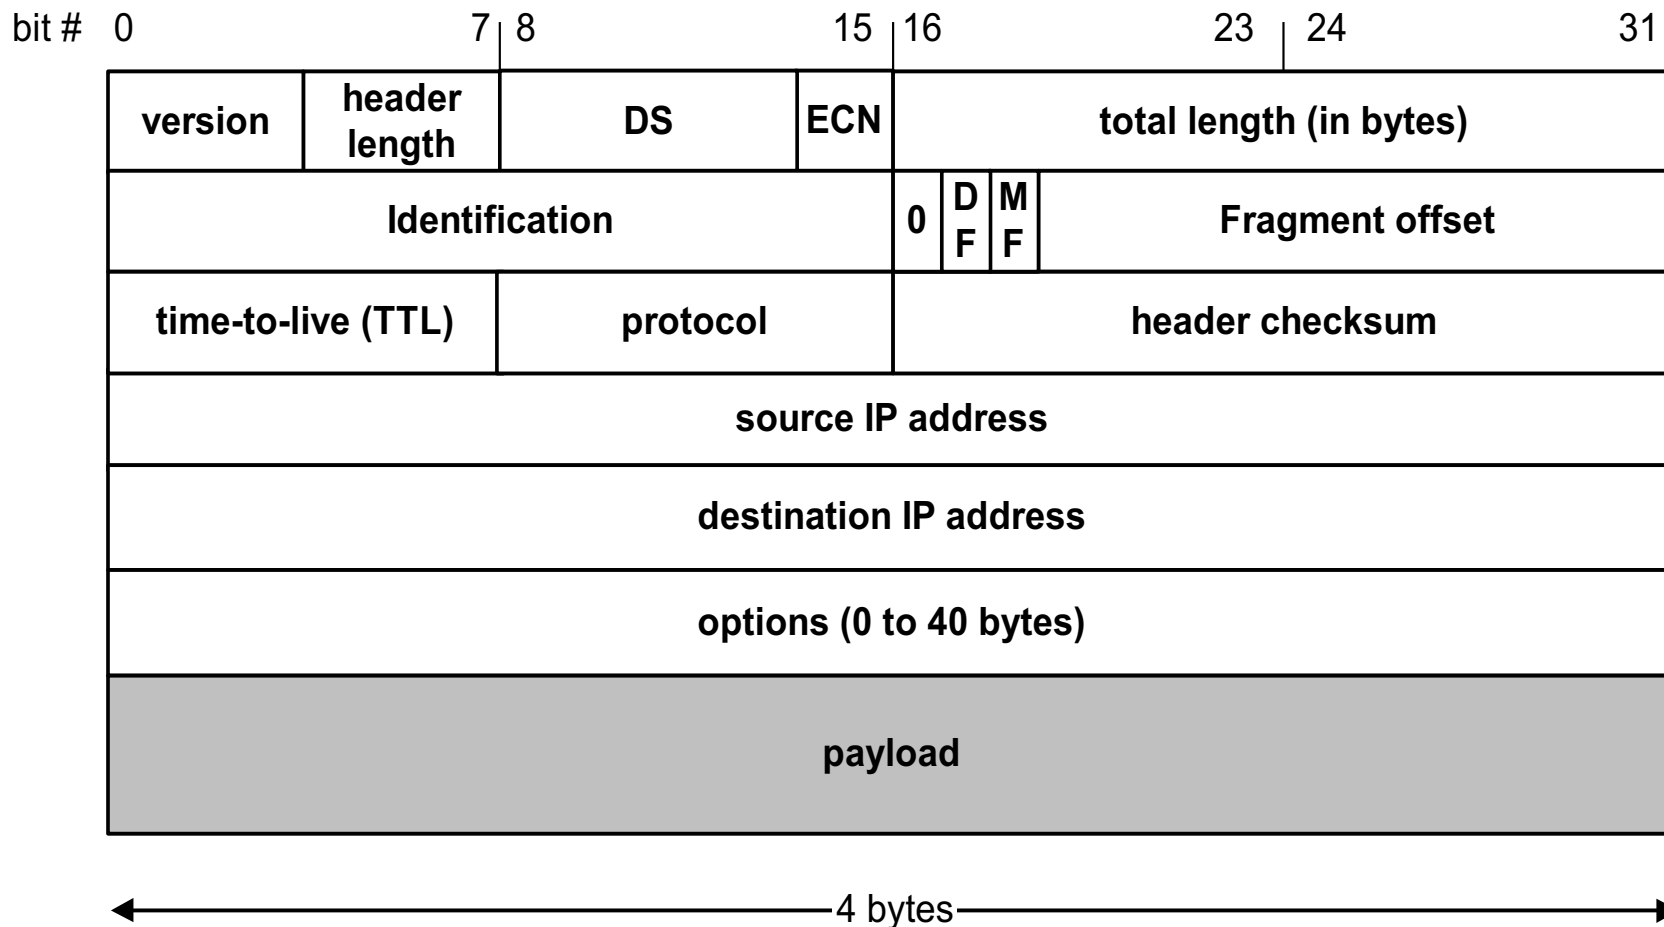 bit # 0 7 8 15 16 23 24 31
version header length DS ECN total length (in bytes)
Identification 0 DF MF Fragment offset
time-to-live (TTL) protocol header checksum
source IP address
destination IP address
options (0 to 40 bytes)
payload
4 bytes